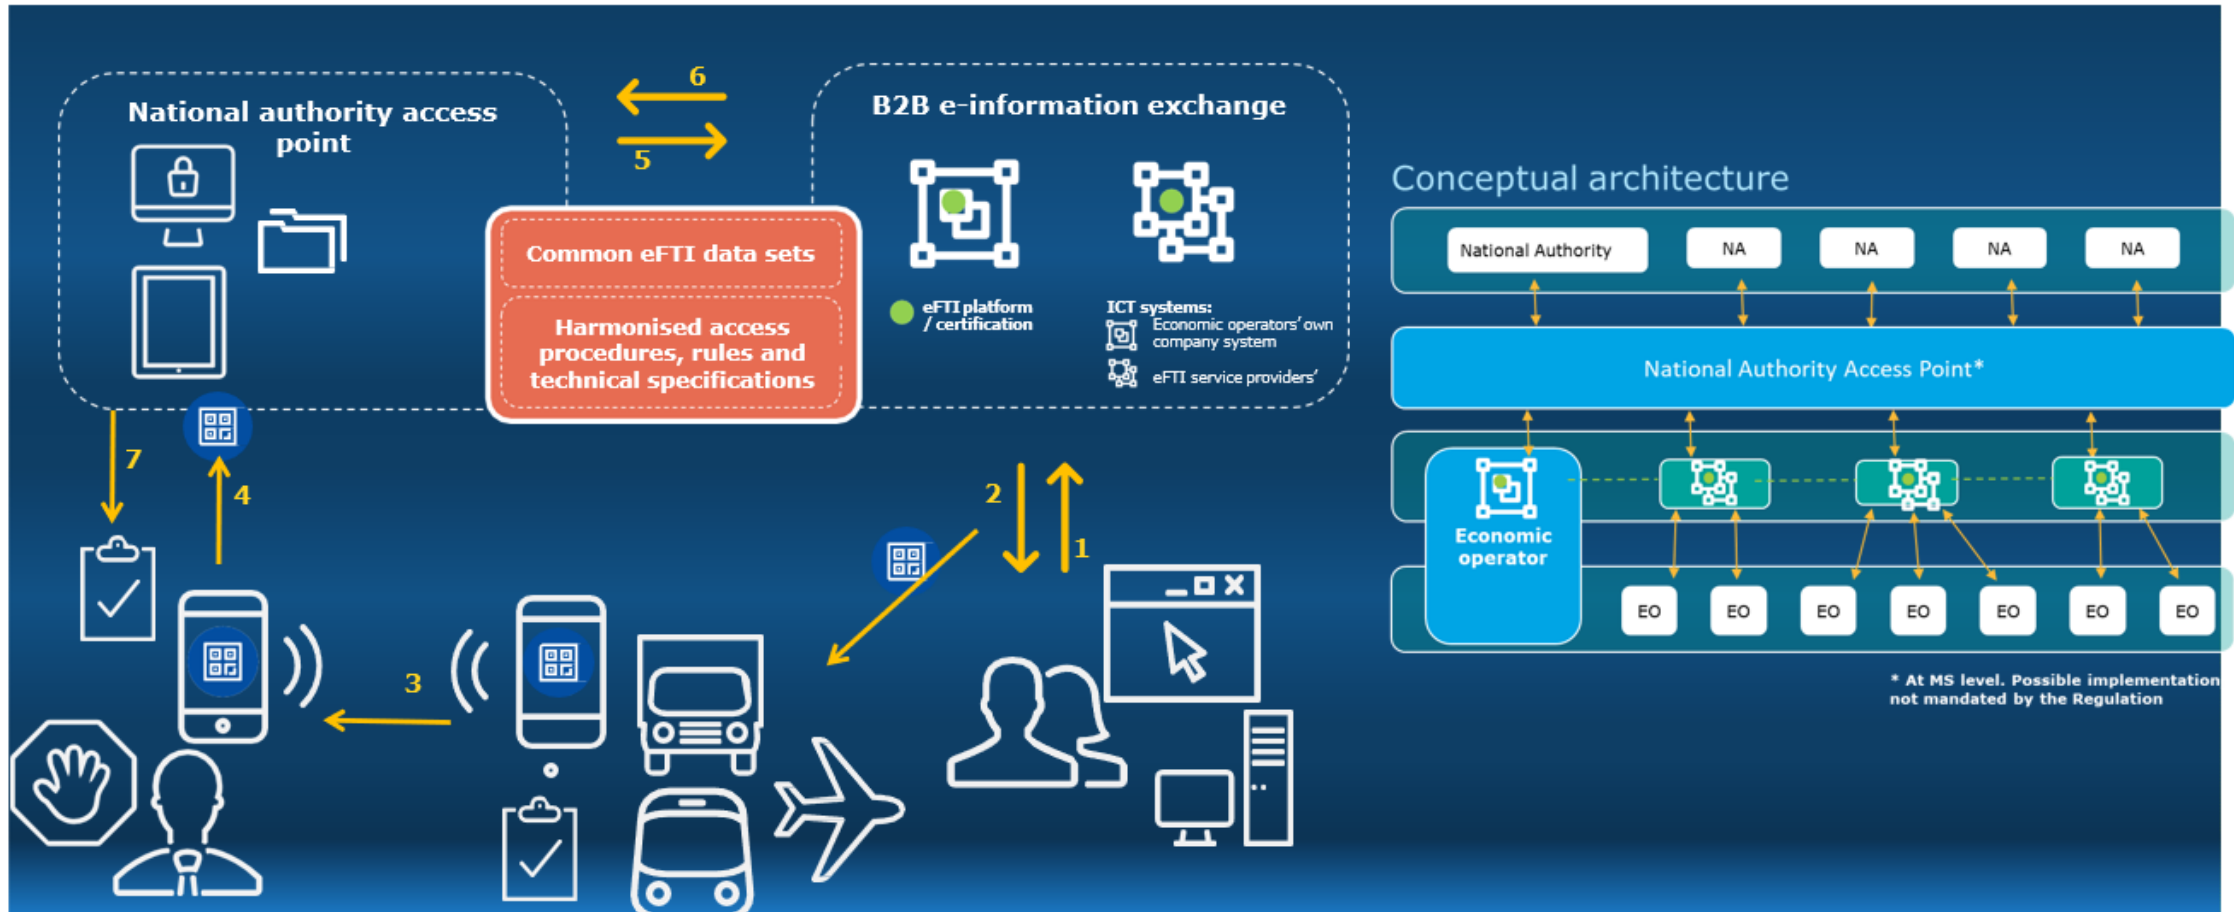 National authority access
point
6
5
B2B e-information exchange
Common eFTI data sets
Harmonised access
procedures, rules and
technical specifications
eFTI platform
/ certification
ICT systems:
Economic operators' own
company system
eFTI service providers'
7
4
2
1
3
Conceptual architecture
National Authority
NA
NA
NA
NA
National Authority Access Point*
Economic
operator
EO
EO
EO
EO
EO
EO
EO
* At MS level. Possible implementation
not mandated by the Regulation